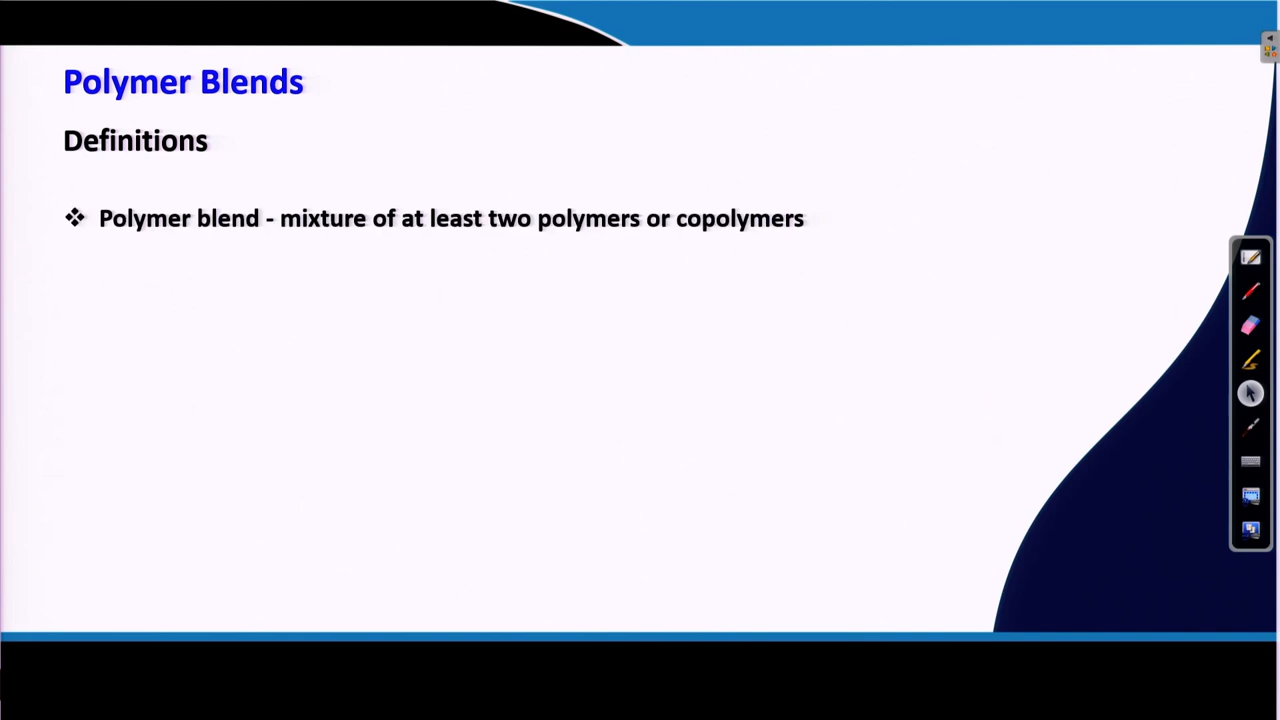 Polymer Blends
Definitions
❖ Polymer blend - mixture of at least two polymers or copolymers